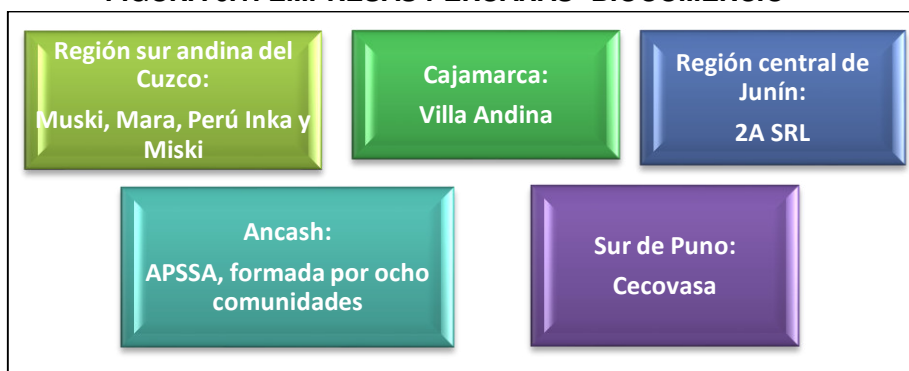 Región sur andina del
Cuzco:
Muski, Mara, Perú Inka y
Miski
Cajamarca:
Villa Andina
Región central de
Junín:
2A SRL
Ancash:
APSSA, formada por ocho
comunidades
Sur de Puno:
Cecovasa